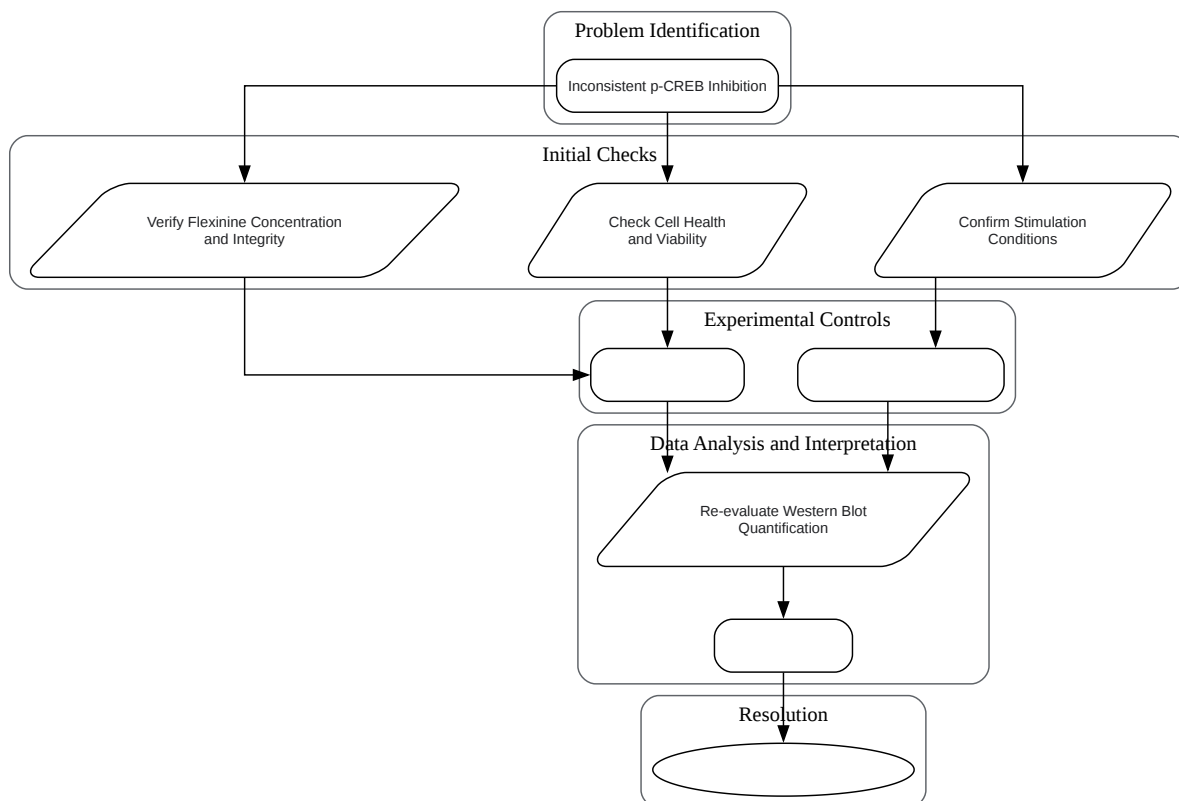 Problem Identification
Inconsistent p-CREB Inhibition
Initial Checks
Verify Flexinine Concentration
and Integrity
Check Cell Health
and Viability
Confirm Stimulation
Conditions
Experimental Controls
Data Analysis and Interpretation
Re-evaluate Western Blot
Quantification
Resolution